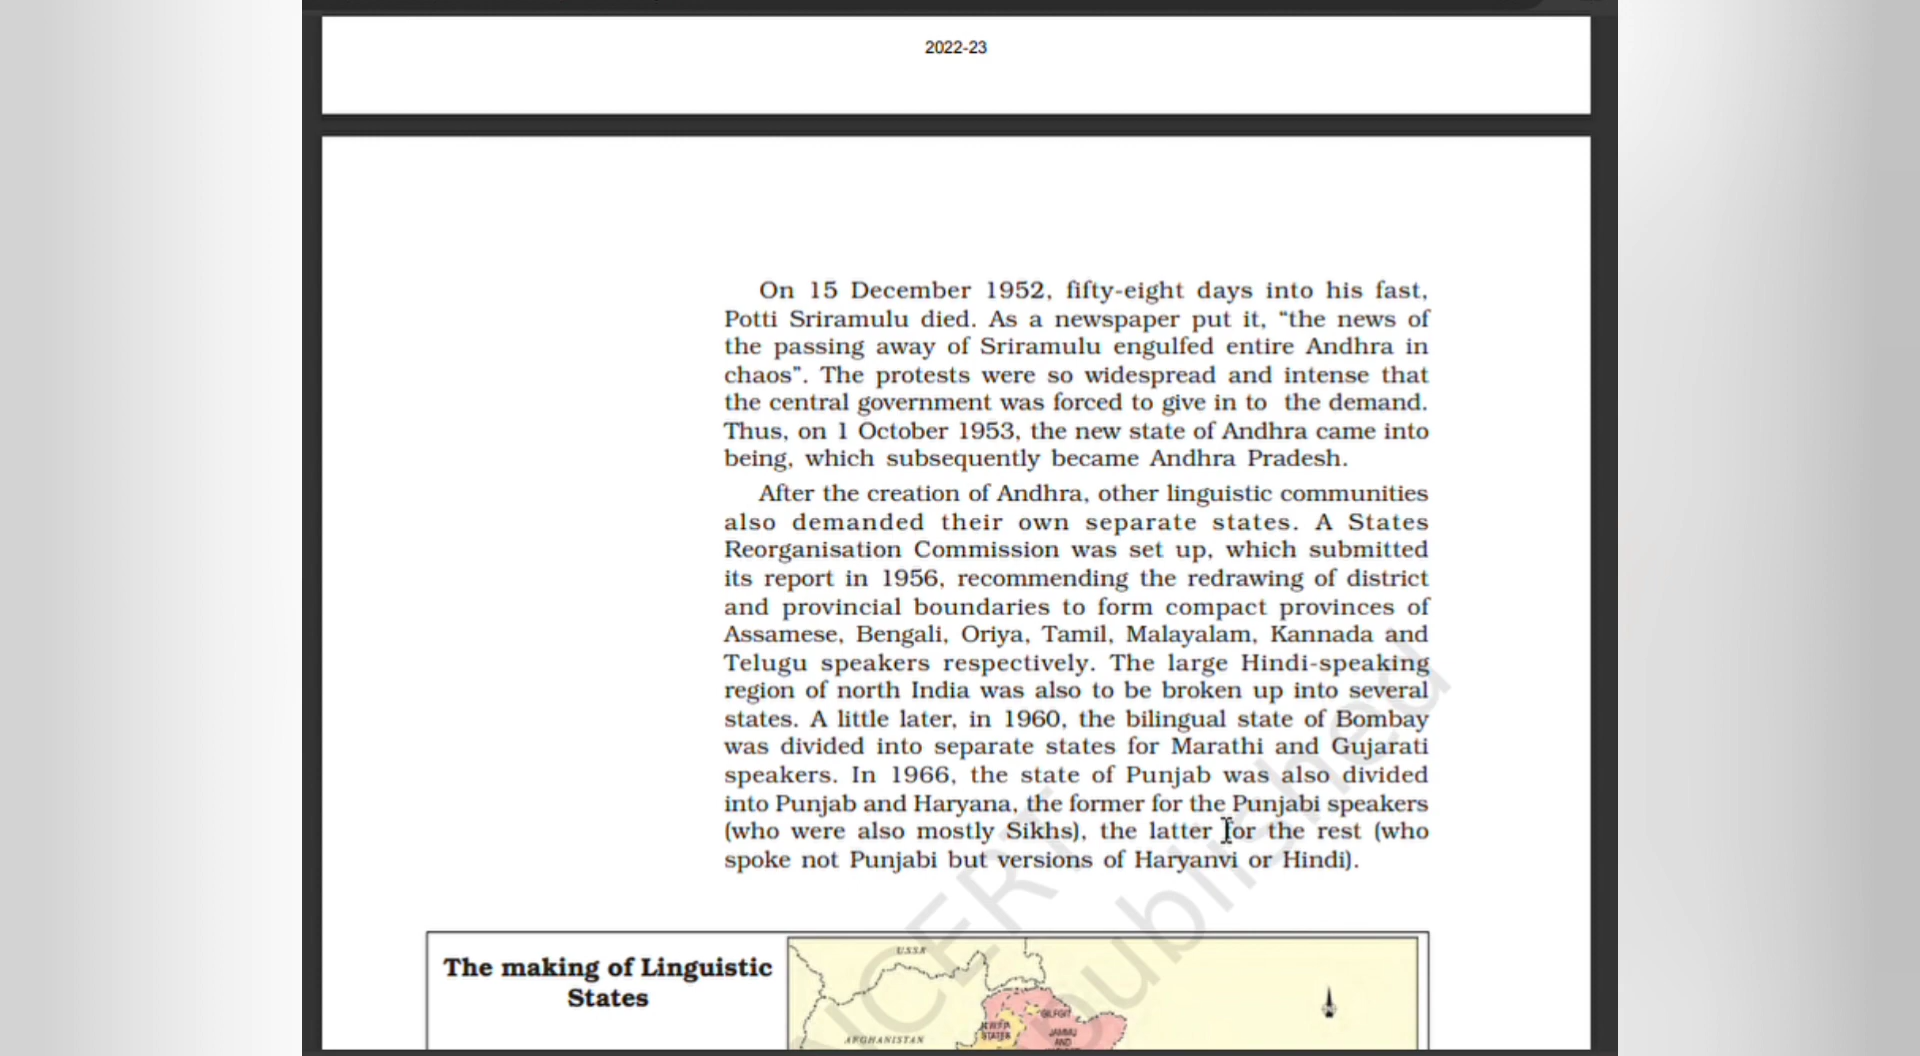 2022-23
On 15 December 1952, fifty-eight days into his fast,
Potti Sriramulu died. As a newspaper put it, “the news of
the passing away of Sriramulu engulfed entire Andhra in
chaos”. The protests were so widespread and intense that
the central government was forced to give in to the demand.
Thus, on 1 October 1953, the new state of Andhra came into
being, which subsequently became Andhra Pradesh.
After the creation of Andhra, other linguistic communities
also demanded their own separate states. A States
Reorganisation Commission was set up, which submitted
its report in 1956, recommending the redrawing of district
and provincial boundaries to form compact provinces of
Assamese, Bengali, Oriya, Tamil, Malayalam, Kannada and
Telugu speakers respectively. The large Hindi-speaking
region of north India was also to be broken up into several
states. A little later, in 1960, the bilingual state of Bombay
was divided into separate states for Marathi and Gujarati
speakers. In 1966, the state of Punjab was also divided
into Punjab and Haryana, the former for the Punjabi speakers
(who were also mostly Sikhs), the latter for the rest (who
spoke not Punjabi but versions of Haryanvi or Hindi).
The making of Linguistic
States
USSR
GILGIT
N.W.F.P.
STATES
JAMMU
AND
AFGHANISTAN
NCERT
published